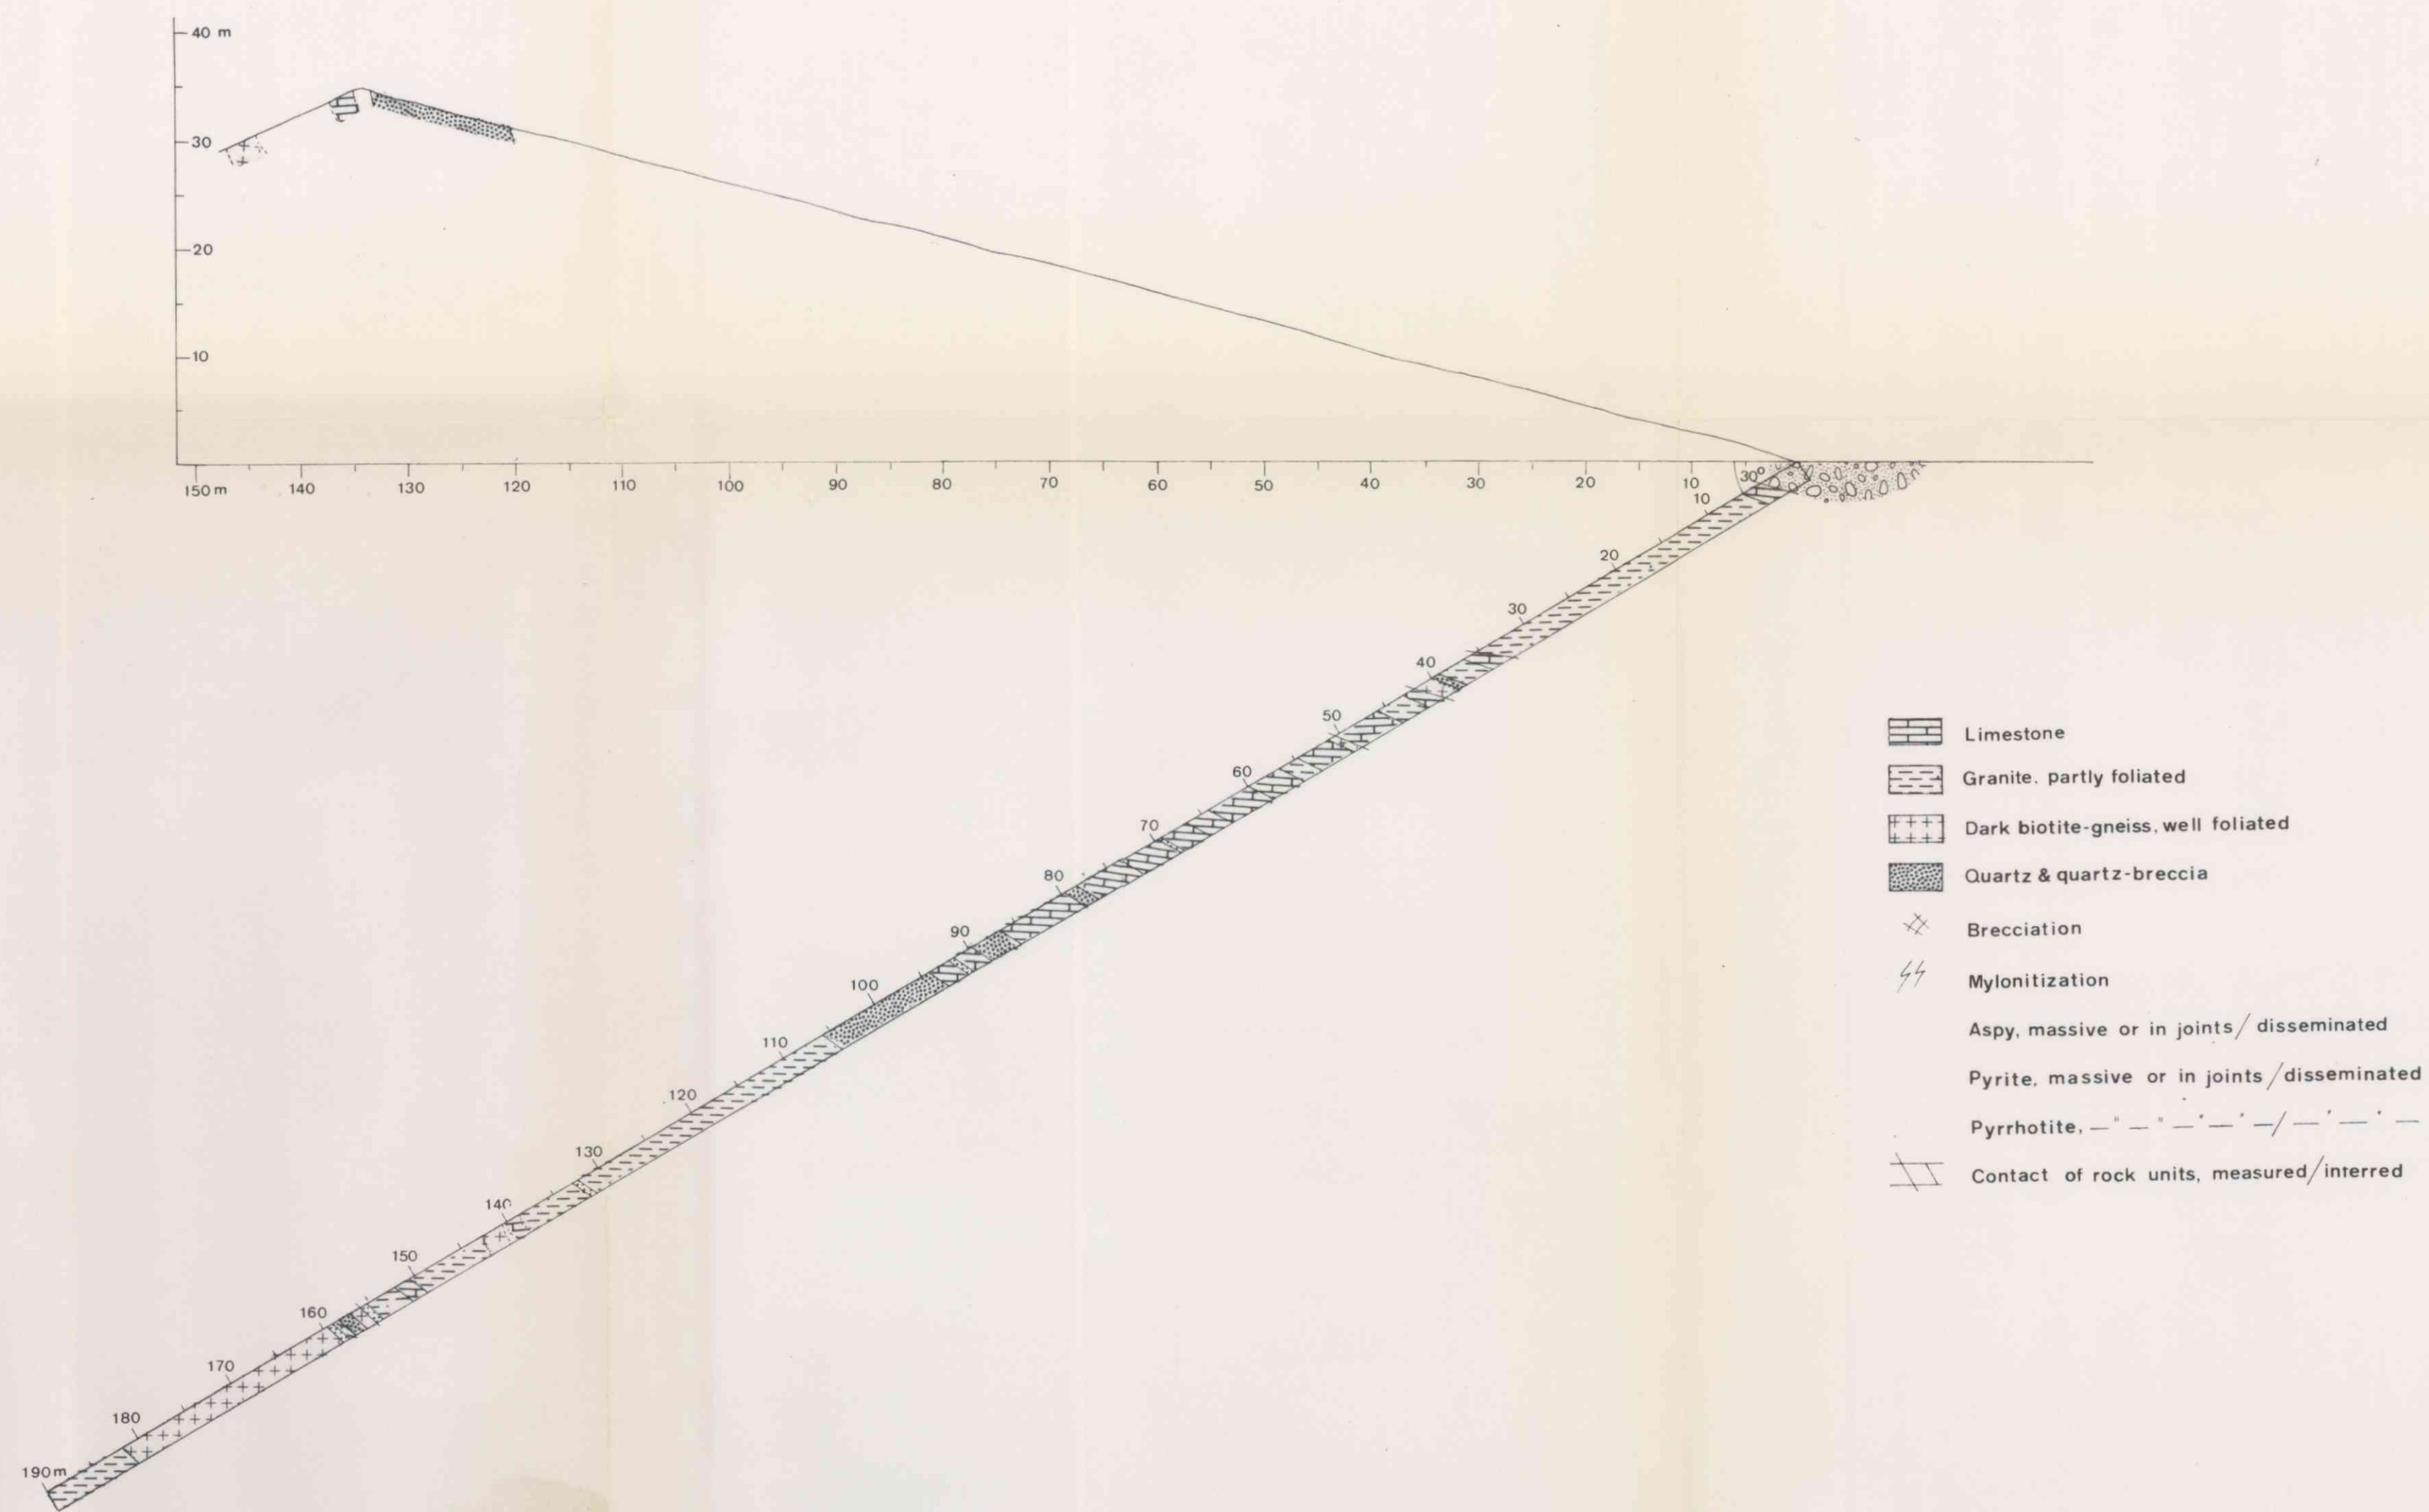 40 m
30
20
10
150 m 140 130 120 110 100 90 80 70 60 50 40 30 20 10 30°
10
20
30
40
50
60
70
80
90
100
110
120
130
140
150
160
170
180
190 m
Limestone
Granite. partly foliated
Dark biotite-gneiss, well foliated
Quartz & quartz-breccia
Brecciation
Mylonitization
Aspy, massive or in joints / disseminated
Pyrite, massive or in joints / disseminated
Pyrrhotite, — " — " — " — " — / — " — " —
Contact of rock units, measured / interred